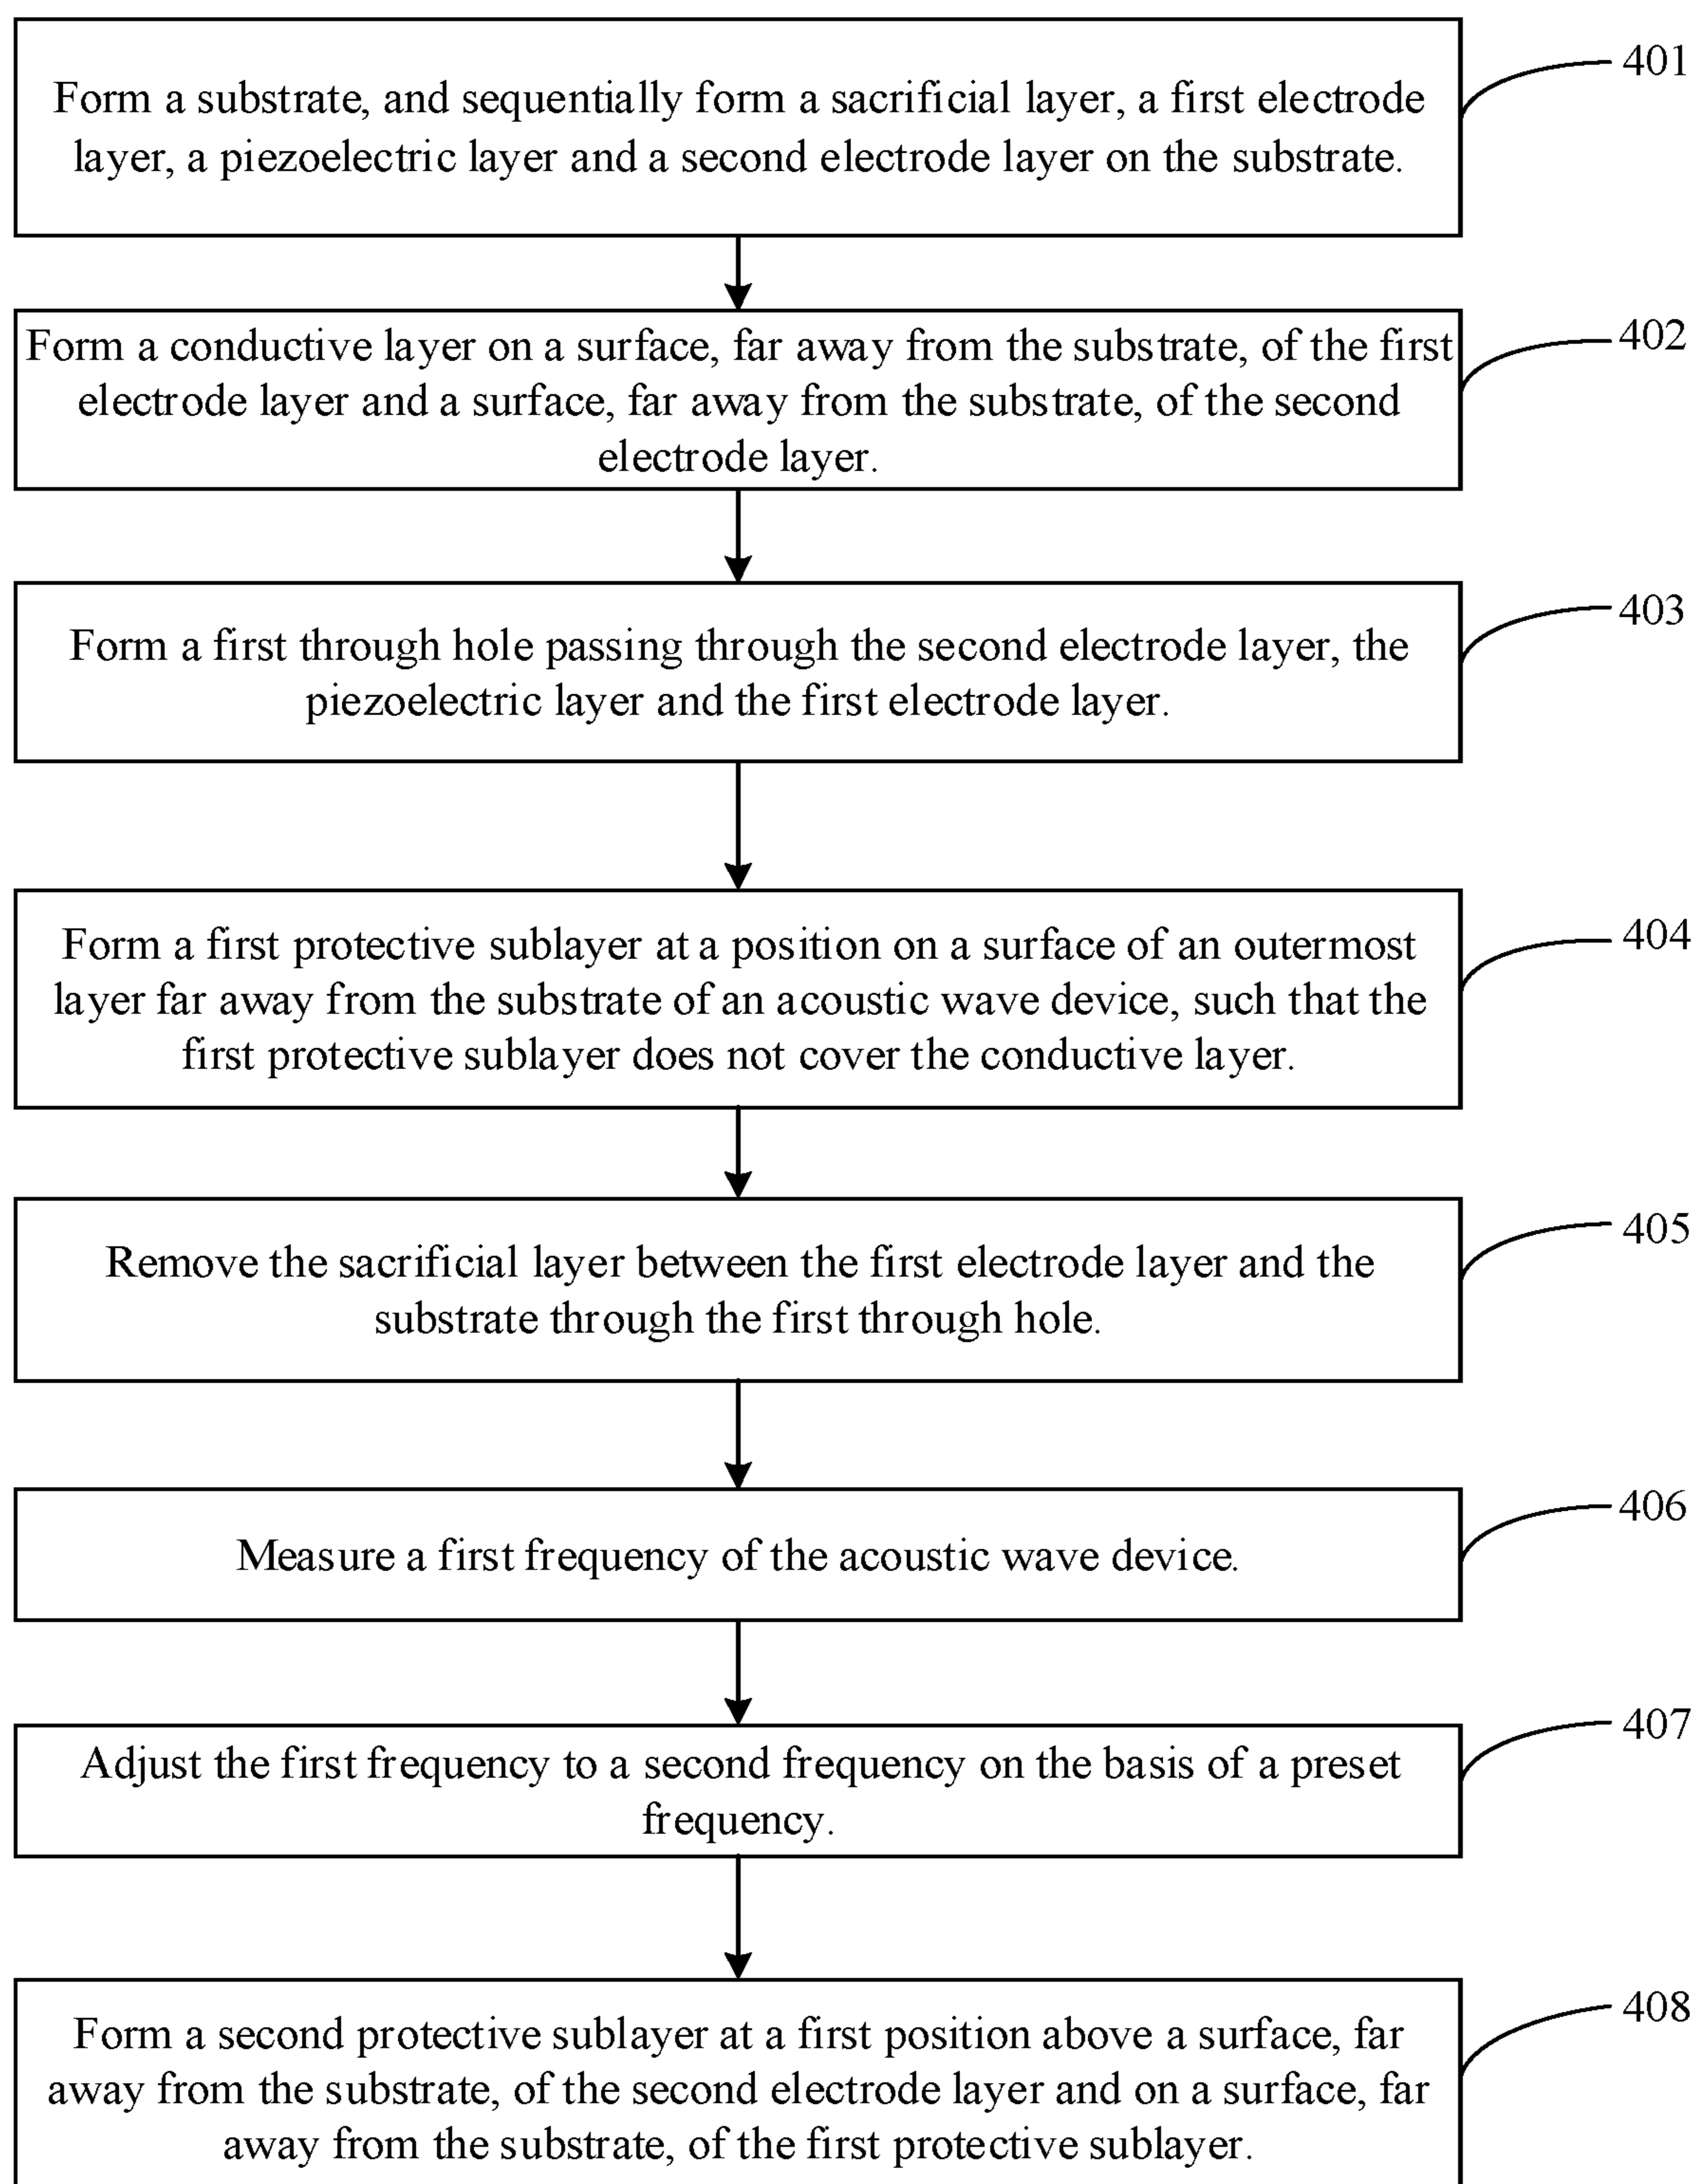 Form a substrate, and sequentially form a sacrificial layer, a first electrode
layer, a piezoelectric layer and a second electrode layer on the substrate.
401
Form a conductive layer on a surface, far away from the substrate, of the first
electrode layer and a surface, far away from the substrate, of the second
electrode layer.
402
Form a first through hole passing through the second electrode layer, the
piezoelectric layer and the first electrode layer.
403
Form a first protective sublayer at a position on a surface of an outermost
layer far away from the substrate of an acoustic wave device, such that the
first protective sublayer does not cover the conductive layer.
404
Remove the sacrificial layer between the first electrode layer and the
substrate through the first through hole.
405
Measure a first frequency of the acoustic wave device.
406
Adjust the first frequency to a second frequency on the basis of a preset
frequency.
407
Form a second protective sublayer at a first position above a surface, far
away from the substrate, of the second electrode layer and on a surface, far
away from the substrate, of the first protective sublayer.
408